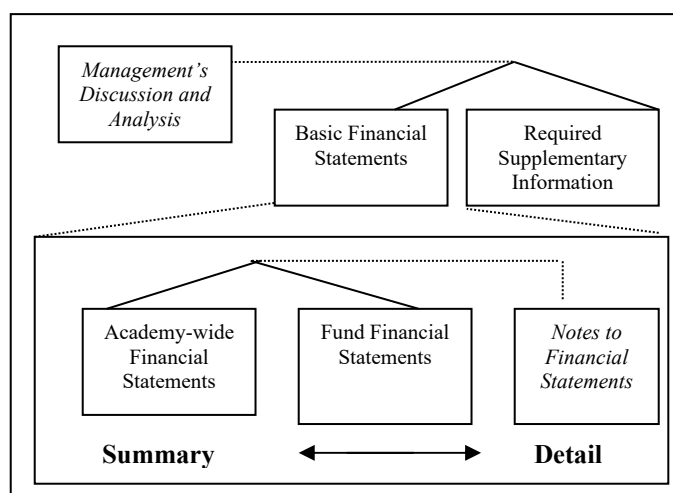 Management's
Discussion and
Analysis
Basic Financial
Statements
Required
Supplementary
Information
Academy-wide
Financial
Statements
Fund Financial
Statements
Notes to
Financial
Statements
Summary
Detail